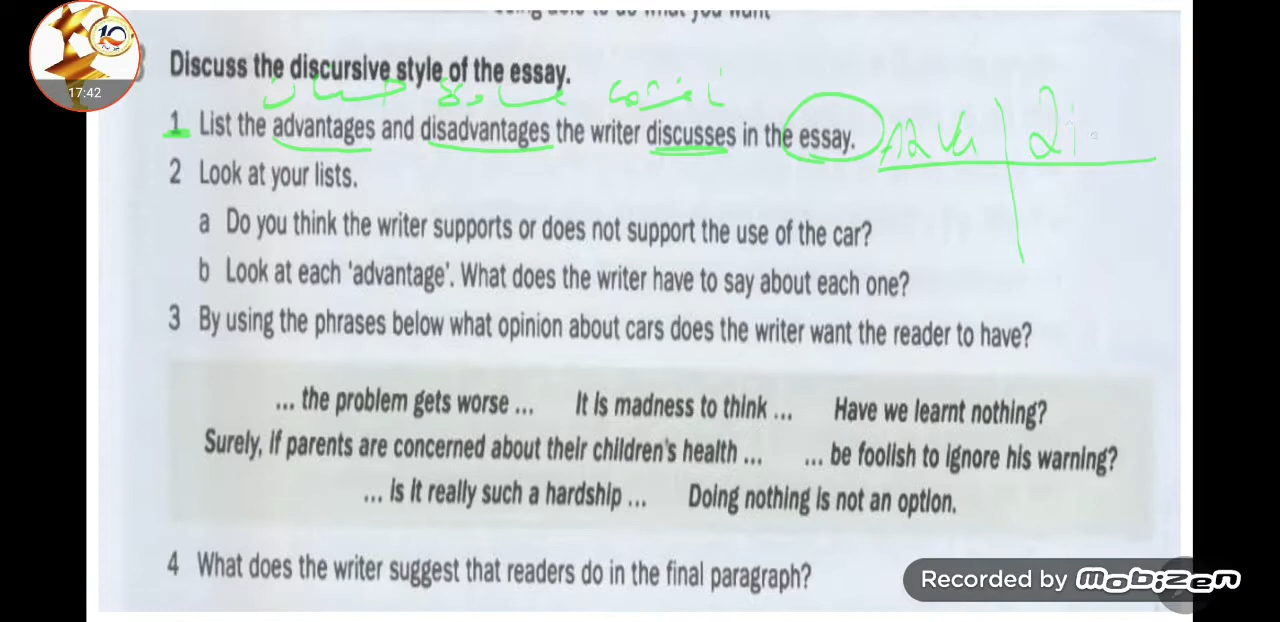 Discuss the discursive style of the essay.
17:42
1 List the advantages and disadvantages the writer discusses in the essay.
2 Look at your lists.
a Do you think the writer supports or does not support the use of the car?
b Look at each 'advantage'. What does the writer have to say about each one?
3 By using the phrases below what opinion about cars does the writer want the reader to have?
... the problem gets worse ... It is madness to think ... Have we learnt nothing?
Surely, if parents are concerned about their children's health ... ... be foolish to ignore his warning?
... is it really such a hardship ... Doing nothing is not an option.
4 What does the writer suggest that readers do in the final paragraph?
Recorded by Mobizen